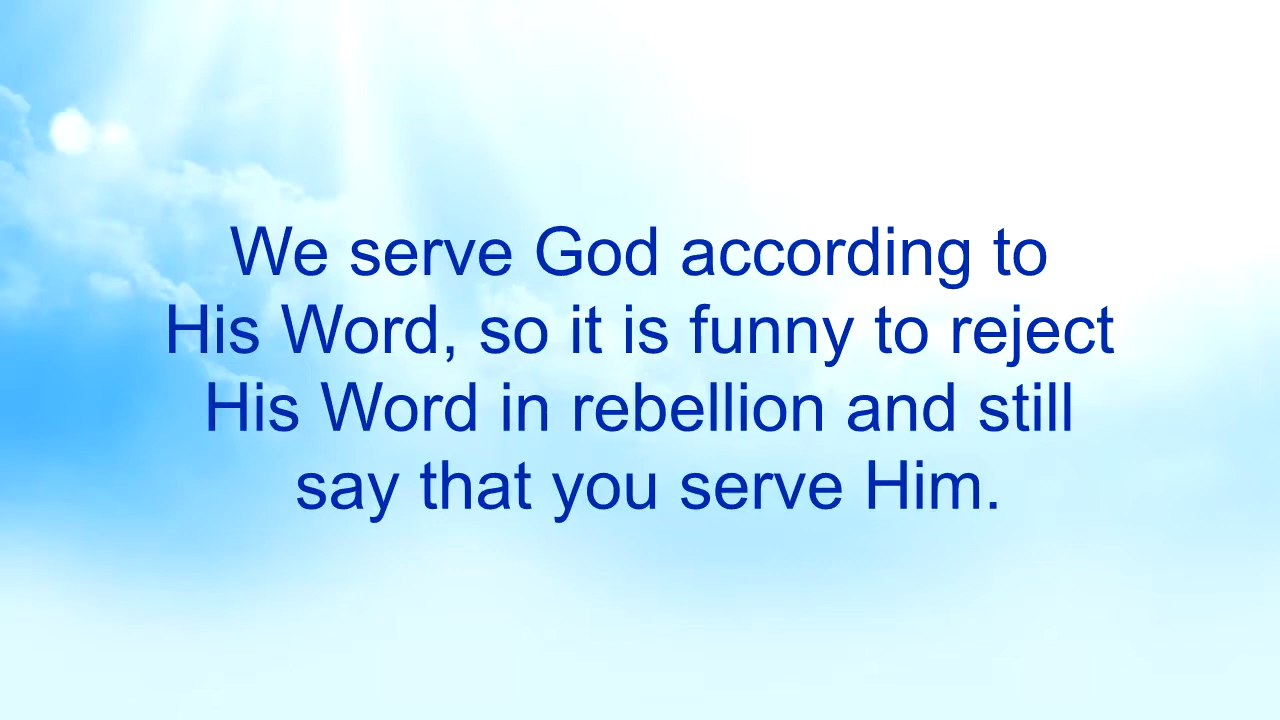 We serve God according to
His Word, so it is funny to reject
His Word in rebellion and still
say that you serve Him.